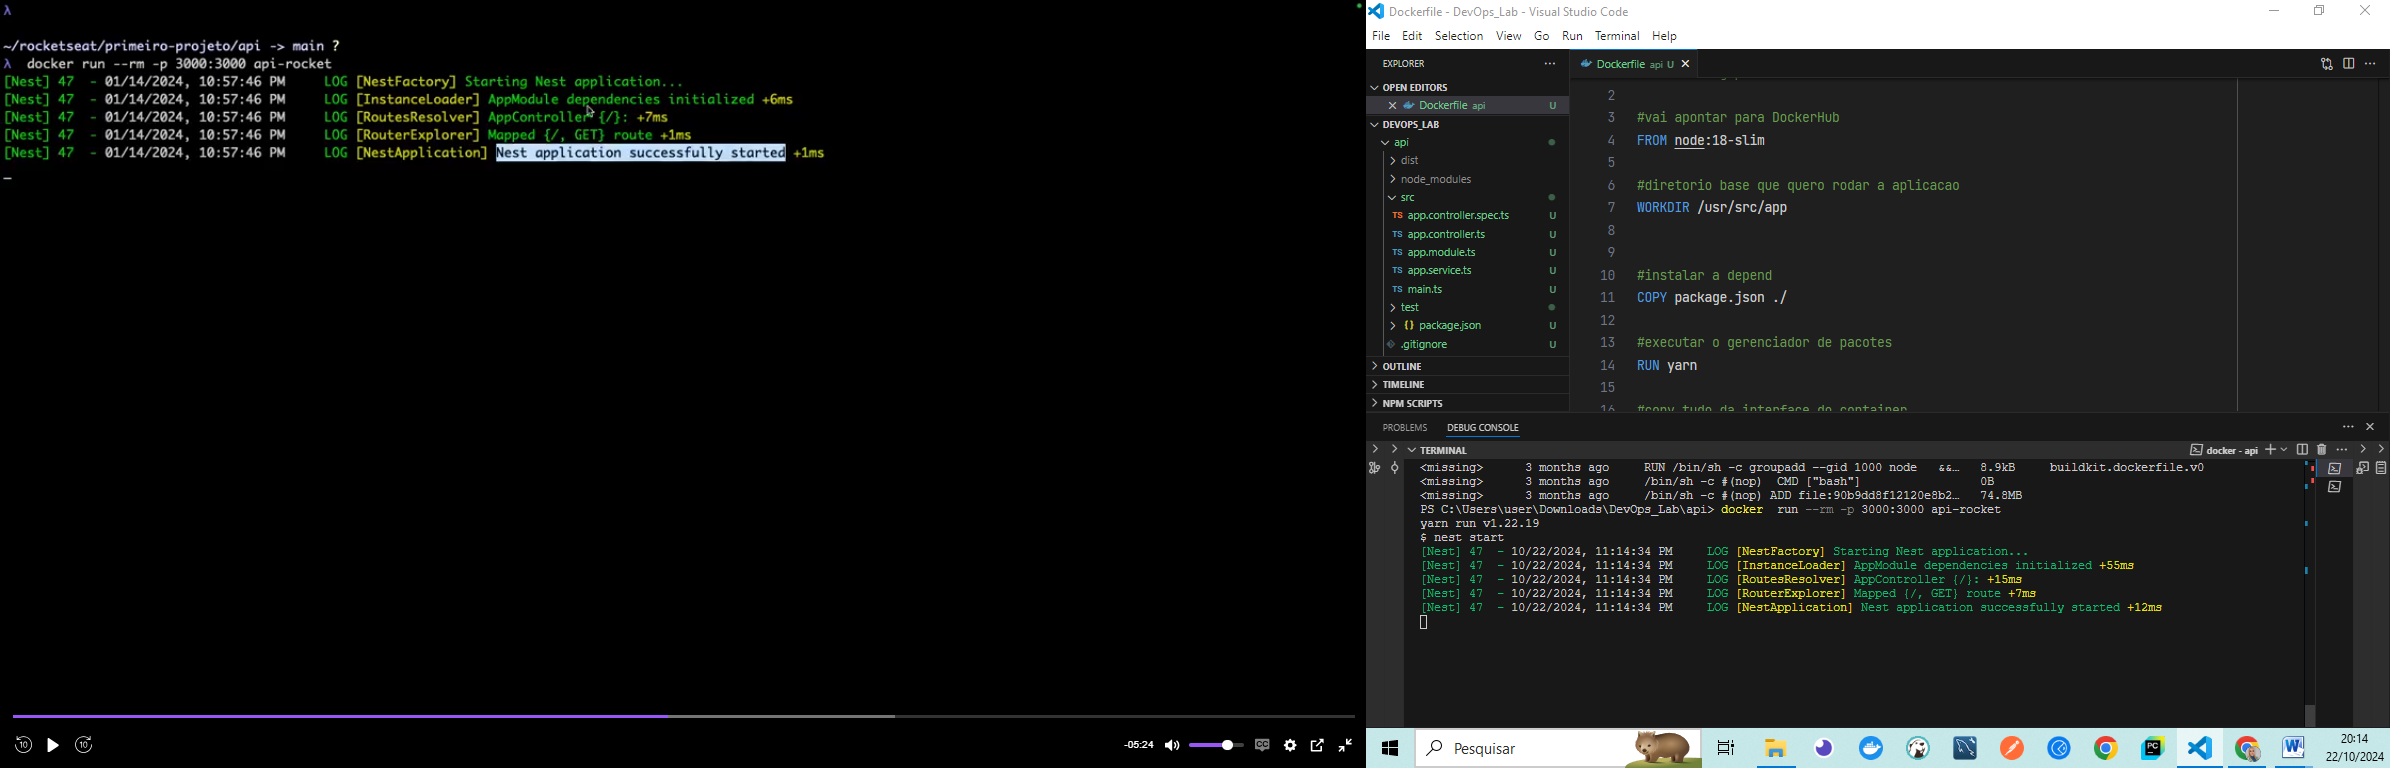 λ
~/rocketseat/primeiro-projeto/api -> main ?
λ docker run --rm -p 3000:3000 api-rocket
[Nest] 47 - 01/14/2024, 10:57:46 PM LOG [NestFactory] Starting Nest application...
[Nest] 47 - 01/14/2024, 10:57:46 PM LOG [InstanceLoader] AppModule dependencies initialized +6ms
[Nest] 47 - 01/14/2024, 10:57:46 PM LOG [RoutesResolver] AppController {/}: +7ms
[Nest] 47 - 01/14/2024, 10:57:46 PM LOG [RouterExplorer] Mapped {/, GET} route +1ms
[Nest] 47 - 01/14/2024, 10:57:46 PM LOG [NestApplication] Nest application successfully started +1ms
10
10
-05:24
CC
Dockerfile - DevOps_Lab - Visual Studio Code
File Edit Selection View Go Run Terminal Help
EXPLORER
OPEN EDITORS
Dockerfile api U
DEVOPS_LAB
api
dist
node_modules
src
TS app.controller.spec.ts U
TS app.controller.ts U
TS app.module.ts U
TS app.service.ts U
TS main.ts U
test
{} package.json U
.gitignore U
OUTLINE
TIMELINE
NPM SCRIPTS
Dockerfile api U
2
3 #vai apontar para DockerHub
4 FROM node:18-slim
5
6 #diretorio base que quero rodar a aplicacao
7 WORKDIR /usr/src/app
8
9
10 #instalar a depend
11 COPY package.json ./
12
13 #executar o gerenciador de pacotes
14 RUN yarn
15
16 #copy tudo da interface do container
PROBLEMS DEBUG CONSOLE
TERMINAL
docker - api
<missing> 3 months ago RUN /bin/sh -c groupadd --gid 1000 node &&… 8.9kB buildkit.dockerfile.v0
<missing> 3 months ago /bin/sh -c #(nop) CMD ["bash"] 0B
<missing> 3 months ago /bin/sh -c #(nop) ADD file:90b9dd8f12120e8b2… 74.8MB
PS C:\Users\user\Downloads\DevOps_Lab\api> docker run --rm -p 3000:3000 api-rocket
yarn run v1.22.19
$ nest start
[Nest] 47 - 10/22/2024, 11:14:34 PM LOG [NestFactory] Starting Nest application...
[Nest] 47 - 10/22/2024, 11:14:34 PM LOG [InstanceLoader] AppModule dependencies initialized +55ms
[Nest] 47 - 10/22/2024, 11:14:34 PM LOG [RoutesResolver] AppController {/}: +15ms
[Nest] 47 - 10/22/2024, 11:14:34 PM LOG [RouterExplorer] Mapped {/, GET} route +7ms
[Nest] 47 - 10/22/2024, 11:14:34 PM LOG [NestApplication] Nest application successfully started +12ms
Pesquisar
PC
W
20:14
22/10/2024